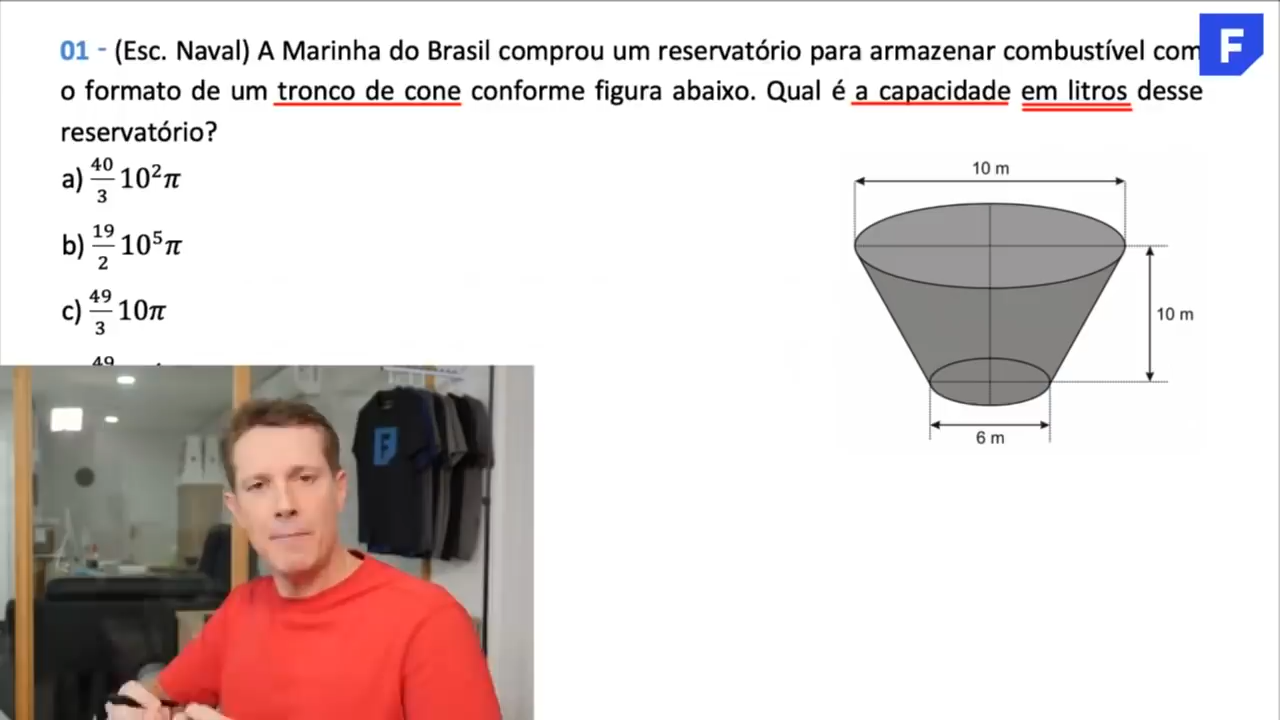 01 - (Esc. Naval) A Marinha do Brasil comprou um reservatório para armazenar combustível com
o formato de um tronco de cone conforme figura abaixo. Qual é a capacidade em litros desse
reservatório?
a) 40/3 10²π
b) 19/2 10⁵π
c) 49/3 10π
49
10 m
10 m
6 m
F
F